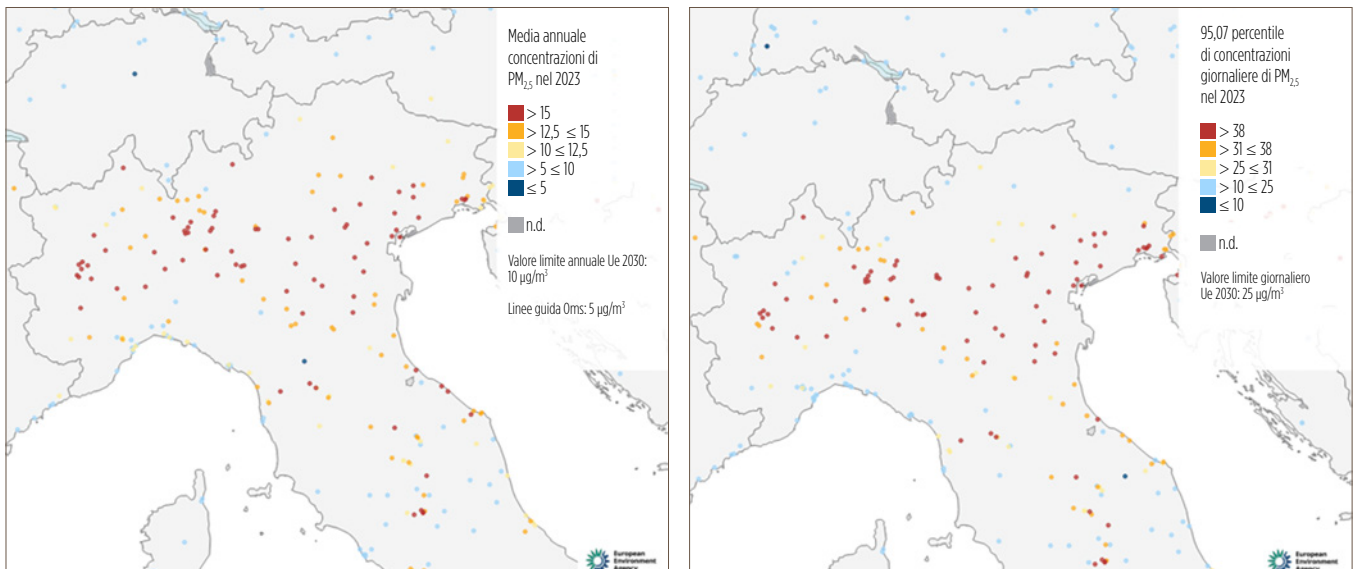 Media annuale
concentrazioni di
PM2,5 nel 2023
> 15
> 12,5 ≤ 15
> 10 ≤ 12,5
> 5 ≤ 10
≤ 5
n.d.
Valore limite annuale Ue 2030:
10 µg/m³
Linee guida Oms: 5 µg/m³
European
Environment
Agency
95,07 percentile
di concentrazioni
giornaliere di PM2,5
nel 2023
> 38
> 31 ≤ 38
> 25 ≤ 31
> 10 ≤ 25
≤ 10
n.d.
Valore limite giornaliero
Ue 2030: 25 µg/m³
European
Environment
Agency